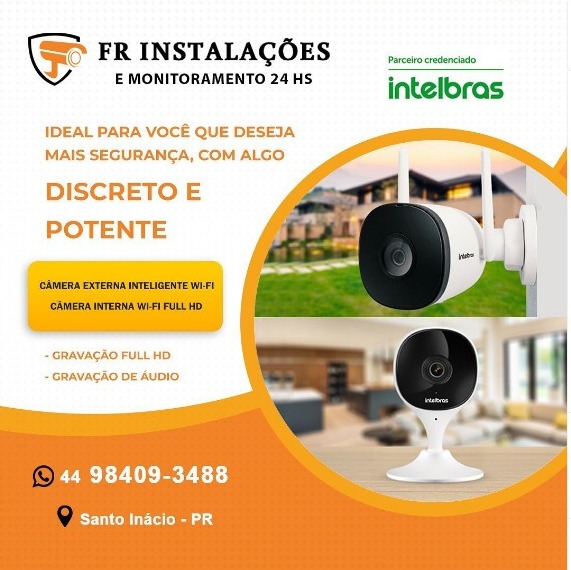 FR INSTALAÇÕES
E MONITORAMENTO 24 HS
Parceiro credenciado
intelbras
IDEAL PARA VOCÊ QUE DESEJA
MAIS SEGURANÇA, COM ALGO
DISCRETO E
POTENTE
CÂMERA EXTERNA INTELIGENTE WI-FI
CÂMERA INTERNA WI-FI FULL HD
- GRAVAÇÃO FULL HD
- GRAVAÇÃO DE ÁUDIO
intelbras
intelbras
44 98409-3488
Santo Inácio - PR